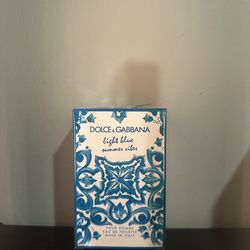 DOLCE & GABBANA
light blue
summer vibes
POUR HOMME
EAU DE TOILETTE
MADE IN ITALY